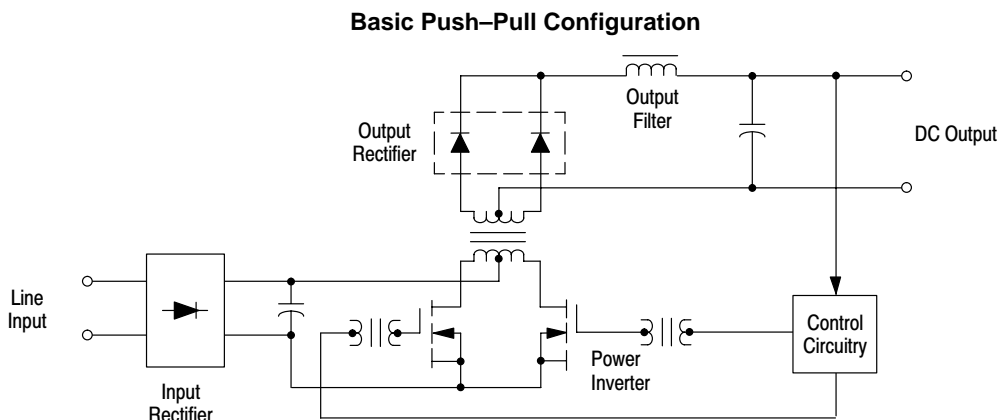 Basic Push–Pull Configuration
Output
Filter
Output
Rectifier
DC Output
Line
Input
Control
Circuitry
Power
Inverter
Input
Rectifier